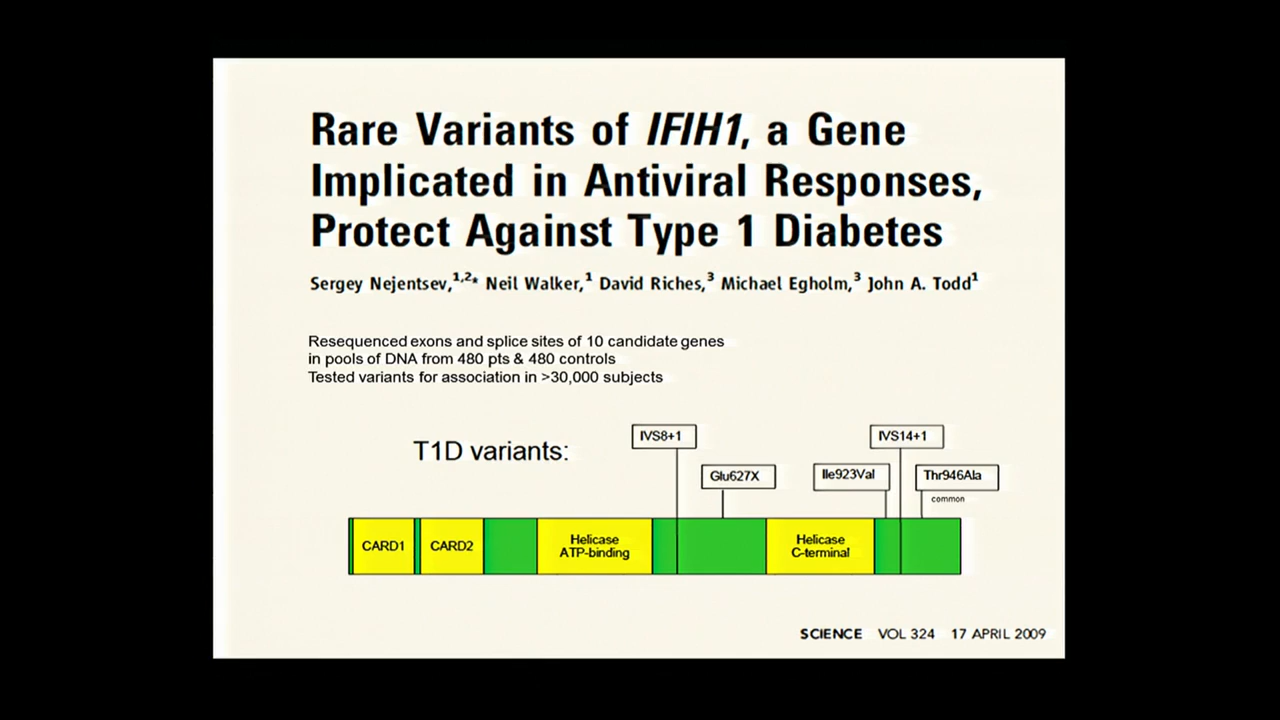 Rare Variants of IFIH1, a Gene
Implicated in Antiviral Responses,
Protect Against Type 1 Diabetes
Sergey Nejentsev,1,2* Neil Walker,1 David Riches,3 Michael Egholm,3 John A. Todd1
Resequenced exons and splice sites of 10 candidate genes
in pools of DNA from 480 pts & 480 controls
Tested variants for association in >30,000 subjects
T1D variants:
IVS8+1
IVS14+1
Glu627X
Ile923Val
Thr946Ala
common
CARD1
CARD2
Helicase
ATP-binding
Helicase
C-terminal
SCIENCE VOL 324 17 APRIL 2009